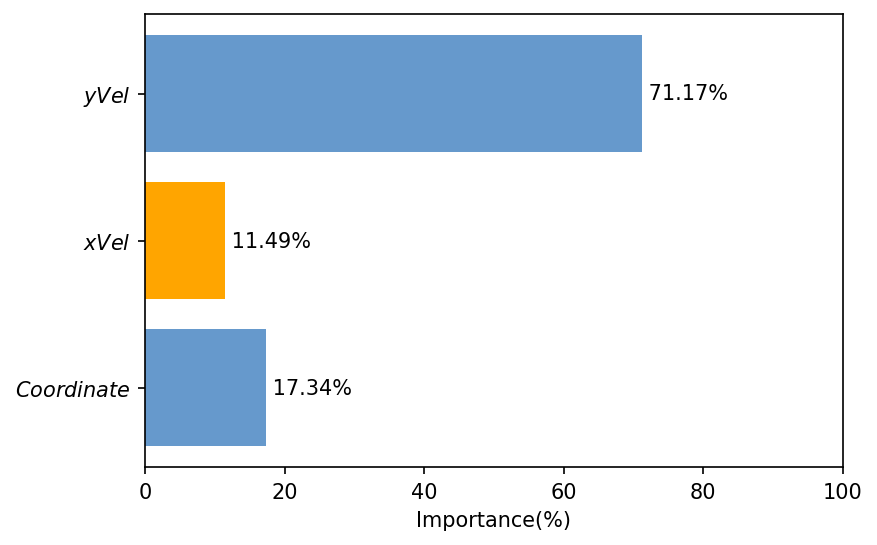 yVel
71.17%
xVel
11.49%
Coordinate
17.34%
0 20 40 60 80 100
Importance(%)